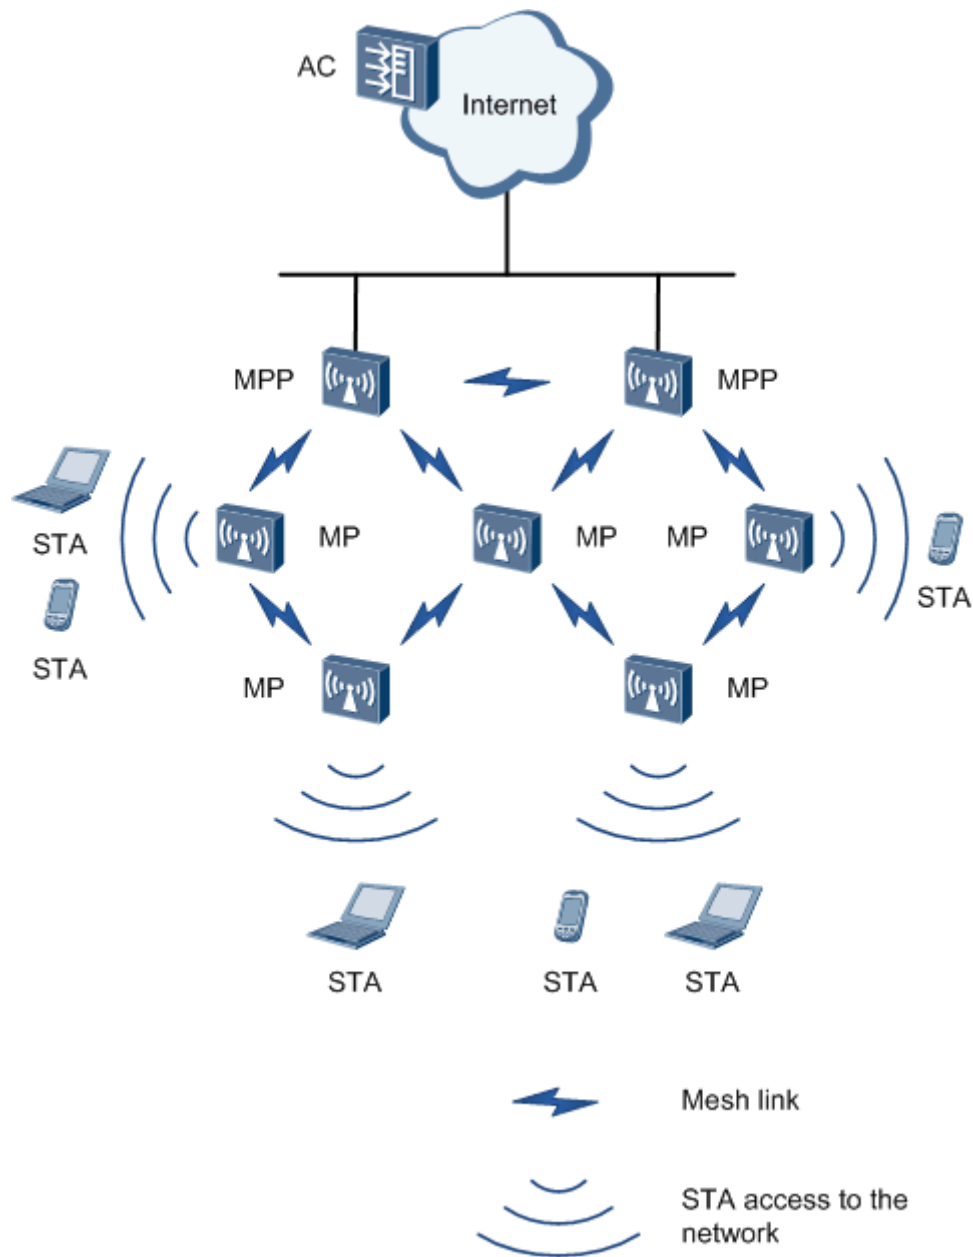 AC
Internet
MPP
MPP
MP
MP
MP
STA
STA
STA
MP
MP
STA
STA
STA
Mesh link
STA access to the
network